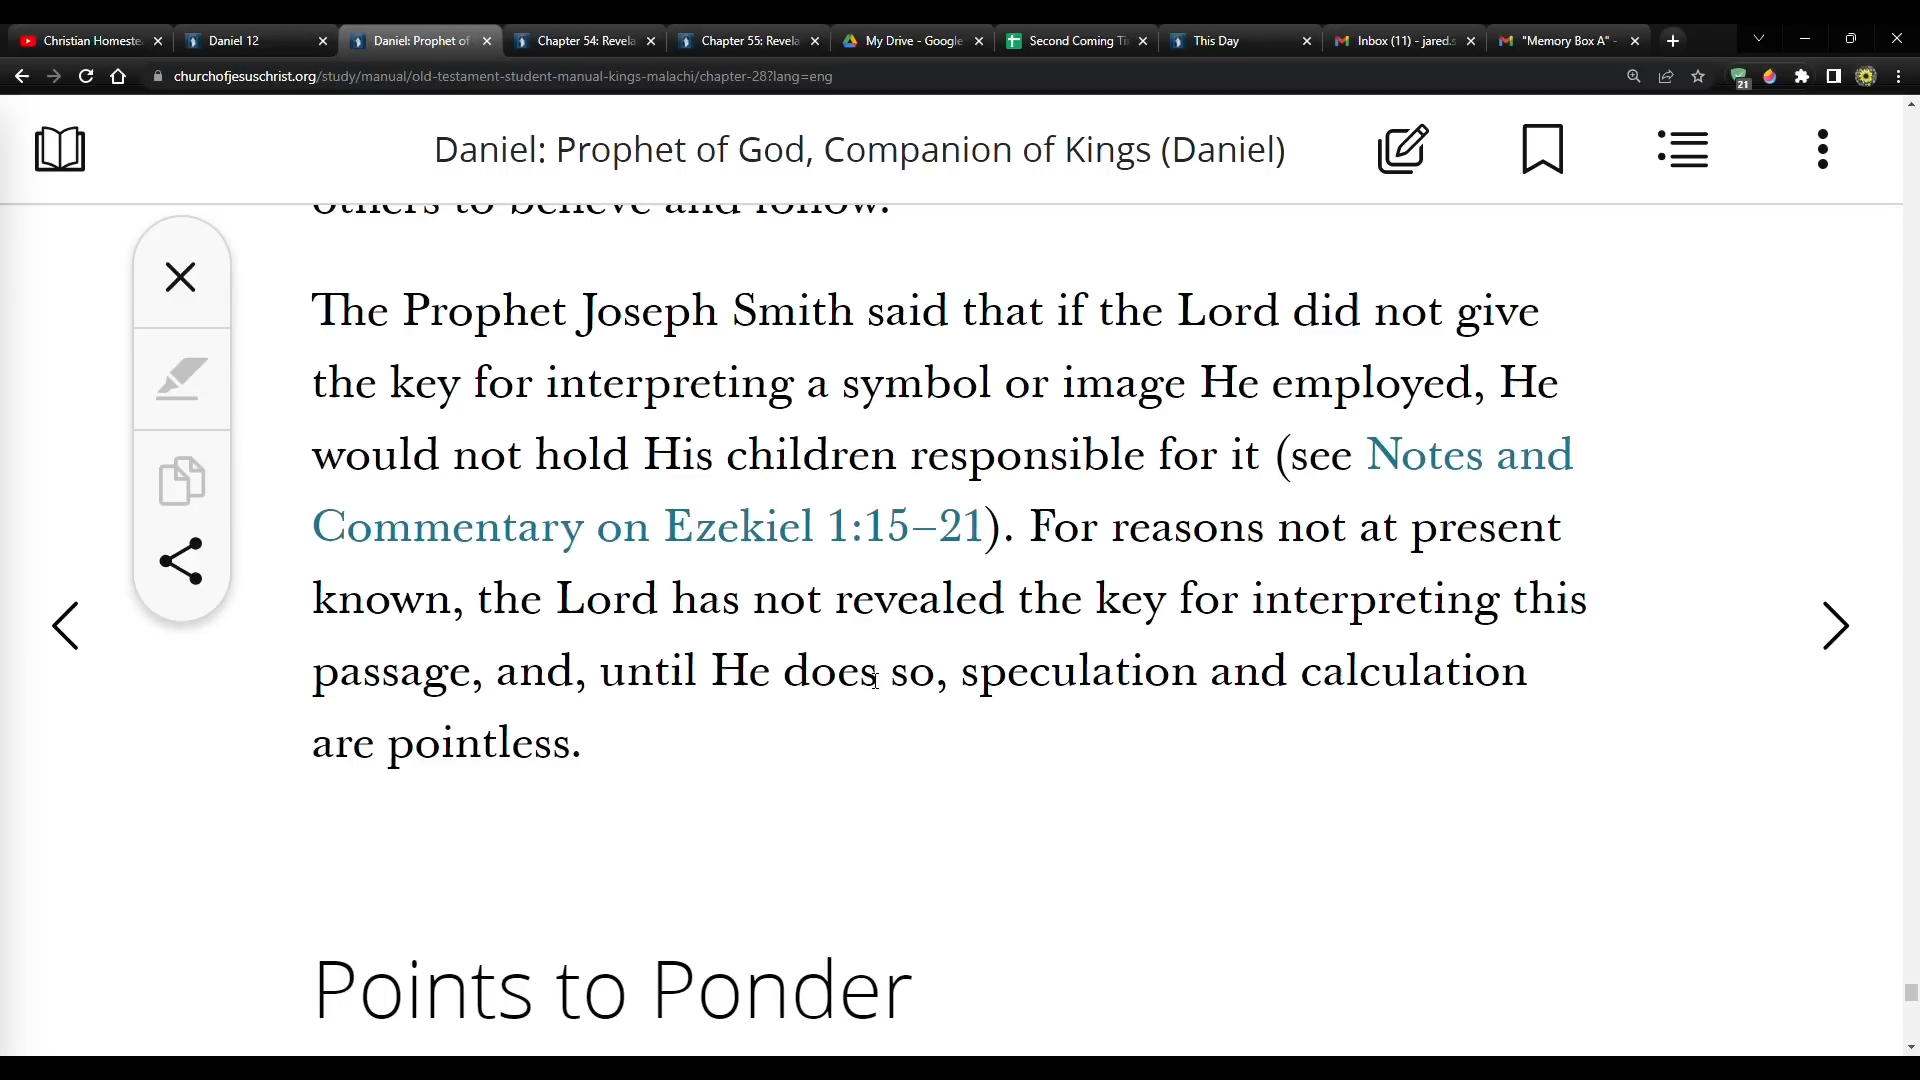 Christian Homeste
Daniel 12
Daniel: Prophet of
Chapter 54: Revela
Chapter 55: Revela
My Drive - Google
Second Coming Ti
This Day
Inbox (11) - jared.s
"Memory Box A" -
churchofjesuschrist.org/study/manual/old-testament-student-manual-kings-malachi/chapter-28?lang=eng
21
Daniel: Prophet of God, Companion of Kings (Daniel)
others to believe and follow.
The Prophet Joseph Smith said that if the Lord did not give
the key for interpreting a symbol or image He employed, He
would not hold His children responsible for it (see Notes and
Commentary on Ezekiel 1:15–21). For reasons not at present
known, the Lord has not revealed the key for interpreting this
passage, and, until He does so, speculation and calculation
are pointless.
Points to Ponder